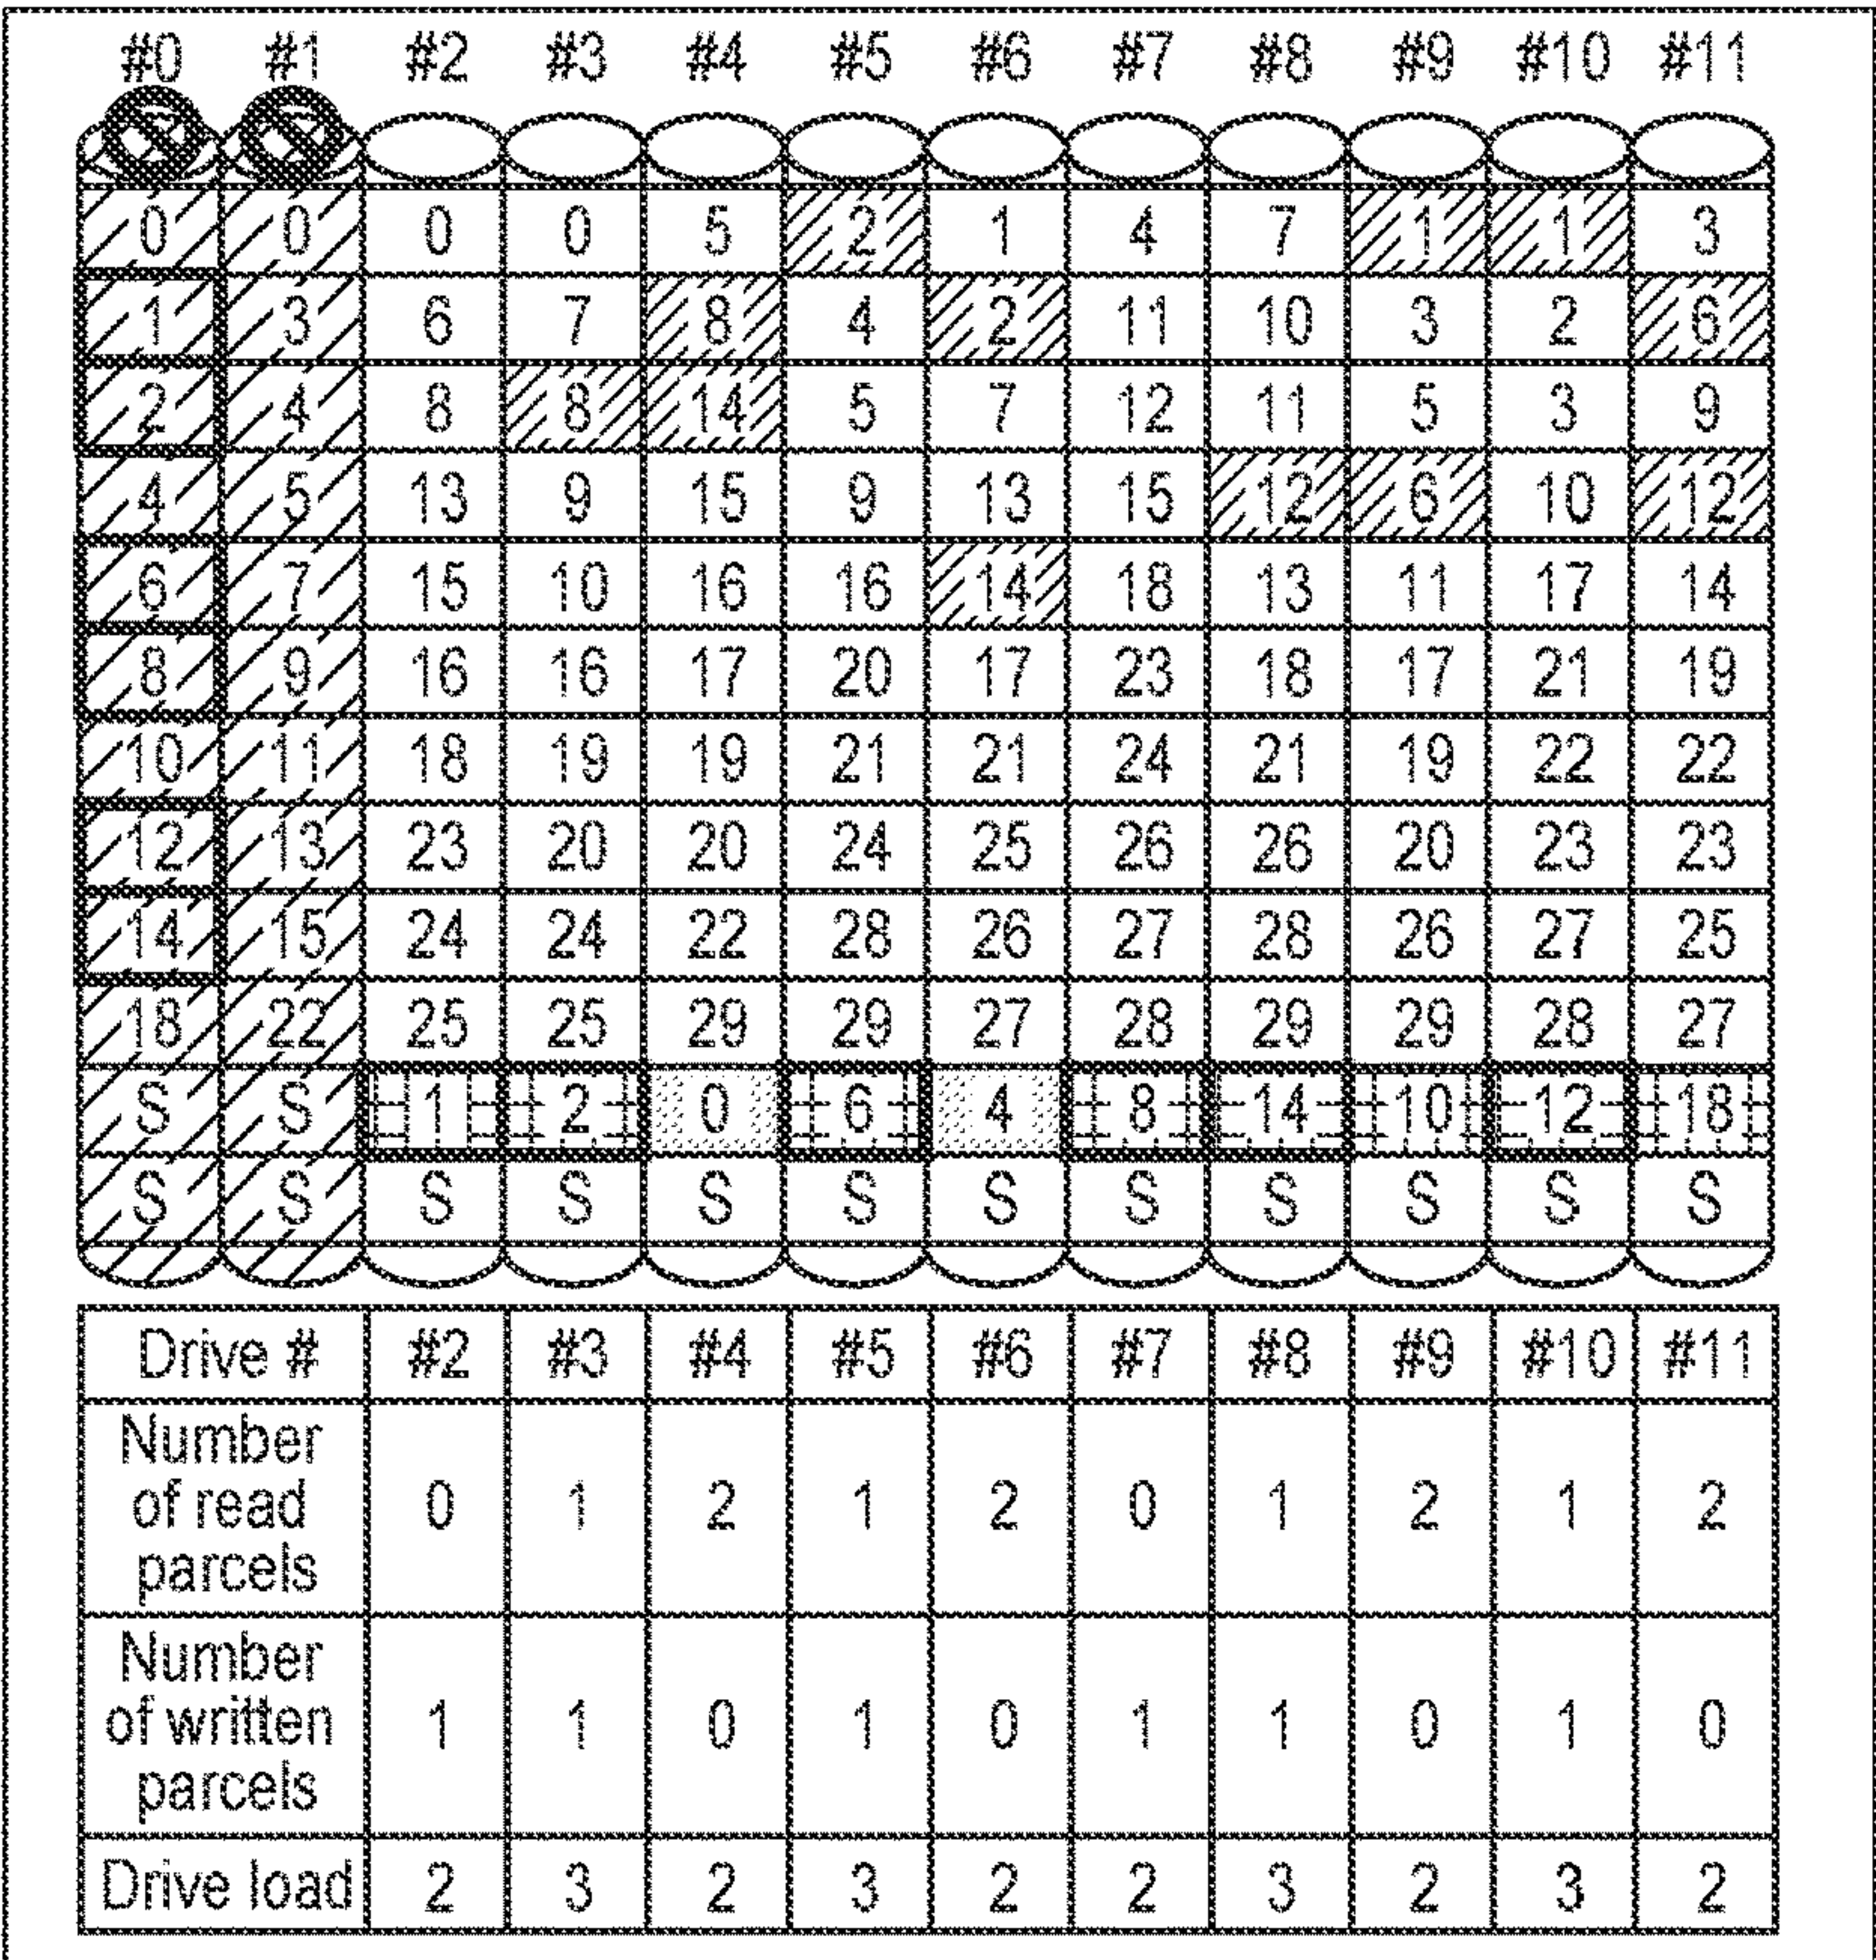 #0 #1 #2 #3 #4 #5 #6 #7 #8 #9 #10 #11
0 0 0 0 5 2 1 4 7 1 1 3
1 3 6 7 8 4 2 11 10 3 2 6
2 4 8 8 14 5 7 12 11 5 3 9
4 5 13 9 15 9 13 15 12 6 10 12
6 7 15 10 16 16 14 18 13 11 17 14
8 9 16 16 17 20 17 23 18 17 21 19
10 11 18 19 19 21 21 24 21 19 22 22
12 13 23 20 20 24 25 26 26 20 23 23
14 15 24 24 22 28 26 27 28 26 27 25
18 22 25 25 29 29 27 28 29 29 28 27
S S 1 2 0 6 4 8 14 10 12 18
S S S S S S S S S S S S
Drive # #2 #3 #4 #5 #6 #7 #8 #9 #10 #11
Number
of read 0 1 2 1 2 0 1 2 1 2
parcels
Number
of written 1 1 0 1 0 1 1 0 1 0
parcels
Drive load 2 3 2 3 2 2 3 2 3 2